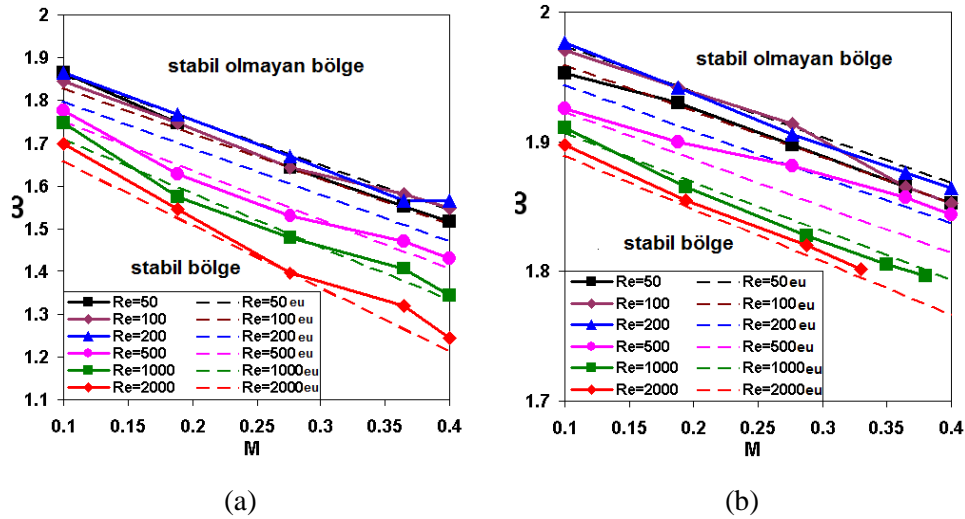 2
1.9
1.8
1.7
1.6
1.5
1.4
1.3
1.2
1.1
ω
stabil olmayan bölge
stabil bölge
Re=50 Re=50 eu
Re=100 Re=100 eu
Re=200 Re=200 eu
Re=500 Re=500 eu
Re=1000 Re=1000eu
Re=2000 Re=2000eu
0.1 0.15 0.2 0.25 0.3 0.35 0.4
M
(a)
2
1.9
1.8
1.7
ω
stabil olmayan bölge
stabil bölge
Re=50 Re=50 eu
Re=100 Re=100 eu
Re=200 Re=200 eu
Re=500 Re=500 eu
Re=1000 Re=1000eu
Re=2000 Re=2000 eu
0.1 0.15 0.2 0.25 0.3 0.35 0.4
M
(b)